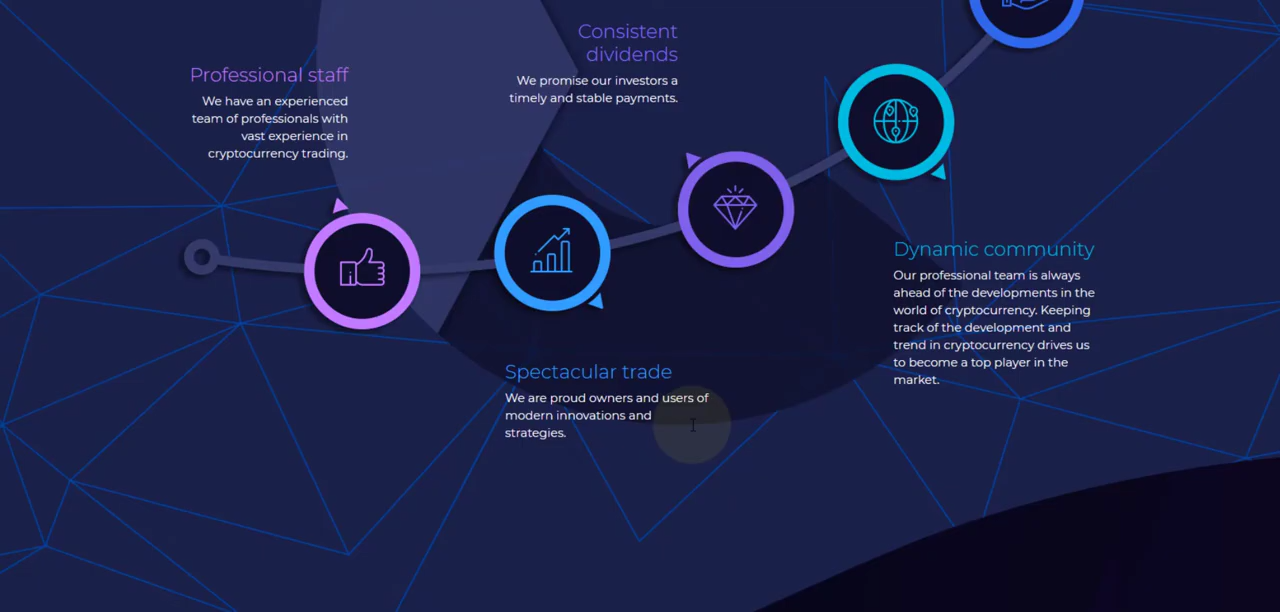 Professional staff
We have an experienced
team of professionals with
vast experience in
cryptocurrency trading.
Spectacular trade
We are proud owners and users of
modern innovations and
strategies.
Consistent
dividends
We promise our investors a
timely and stable payments.
Dynamic community
Our professional team is always
ahead of the developments in the
world of cryptocurrency. Keeping
track of the development and
trend in cryptocurrency drives us
to become a top player in the
market.